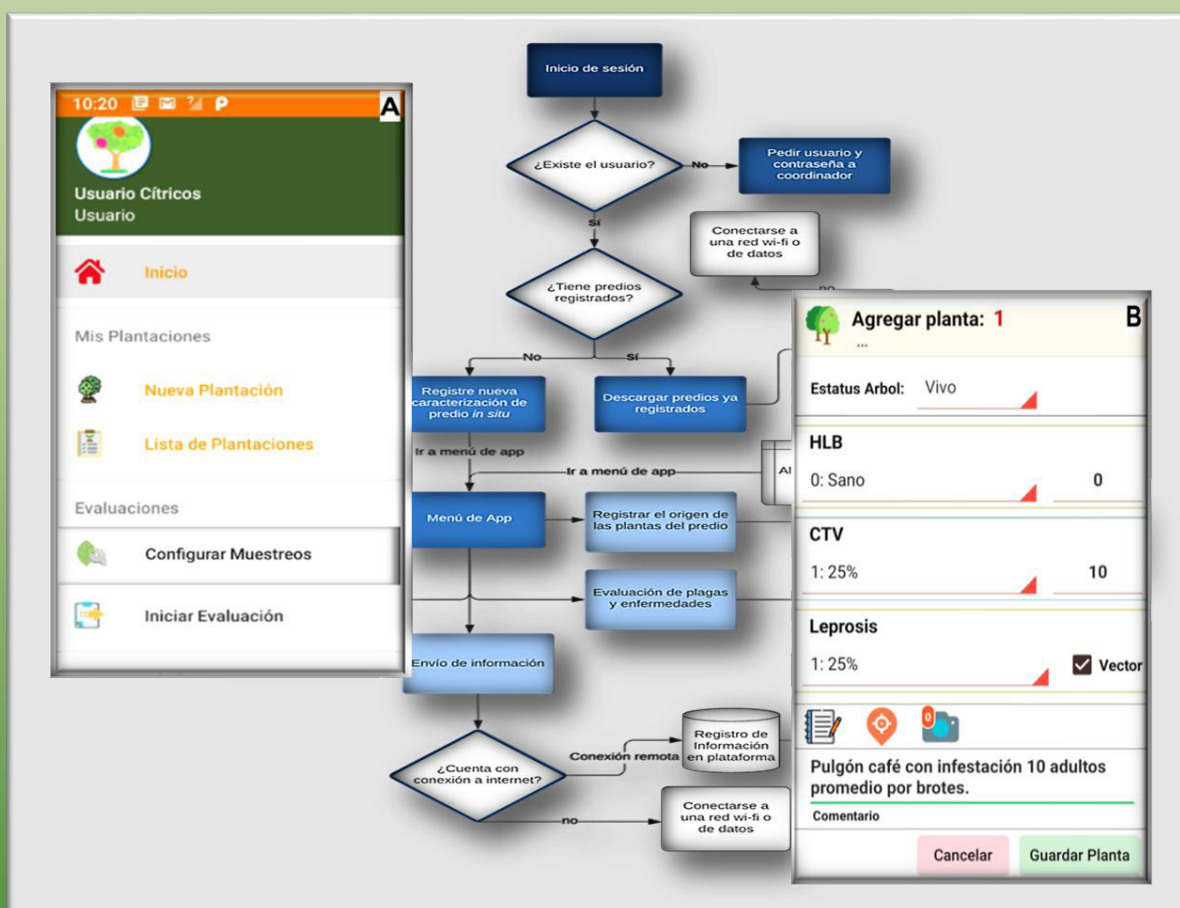 Inicio de sesión
¿Existe el usuario?
No
Pedir usuario y
contraseña a
coordinador
Sí
Conectarse a
una red wi-fi o
de datos
no
¿Tiene predios
registrados?
No
Sí
Registre nueva
caracterización de
predio in situ
Descargar predios ya
registrados
Ir a menú de app
Ir a menú de app
Menú de App
Registrar el origen de
las plantas del predio
Evaluación de plagas
y enfermedades
Envío de información
¿Cuenta con
conexión a internet?
Conexión remota
Registro de
Información
en plataforma
no
Conectarse a
una red wi-fi o
de datos
10:20
A
Usuario Cítricos
Usuario
Inicio
Mis Plantaciones
Nueva Plantación
Lista de Plantaciones
Evaluaciones
Configurar Muestreos
Iniciar Evaluación
Agregar planta: 1
B
...
Estatus Arbol: Vivo
HLB
0: Sano 0
CTV
1: 25% 10
Leprosis
1: 25% Vector
0
Pulgón café con infestación 10 adultos
promedio por brotes.
Comentario
Cancelar Guardar Planta